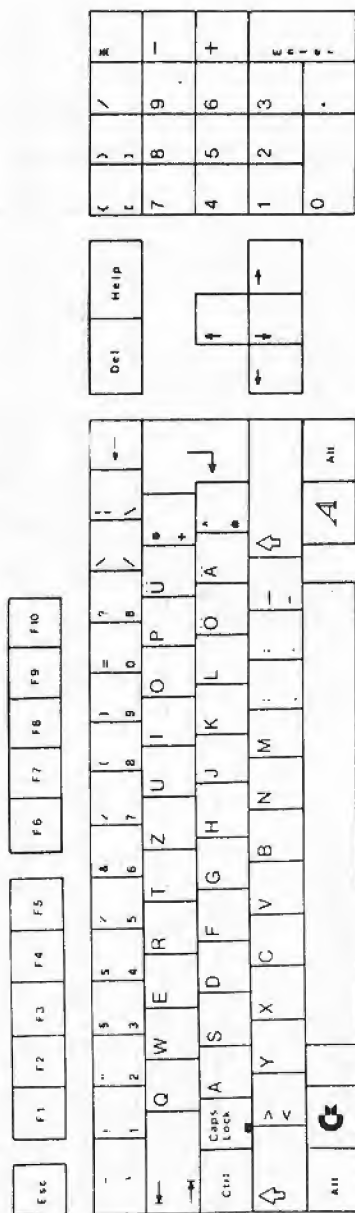 Esc F1 F2 F3 F4 F5 F6 F7 F8 F9 F10
! " § $ & / ( ) = ?
1 2 3 4 5 6 7 8 9 0 \ ←
Q W E R T Z U I O P Ü +
Ctrl Caps Lock A S D F G H J K L Ö Ä ^
> < Y X C V B N M ; : _ , . -
Alt A Alt
Del Help
↑
← ↓ →
{ } / *
[ ]
7 8 9 -
4 5 6 +
1 2 3 Enter
0 .